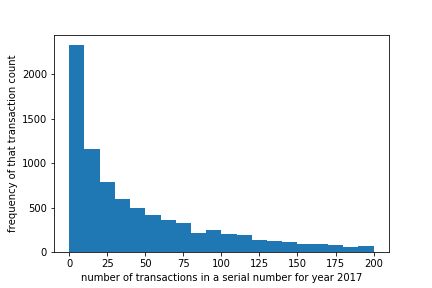 frequency of that transaction count
2000
1500
1000
500
0
0 25 50 75 100 125 150 175 200
number of transactions in a serial number for year 2017